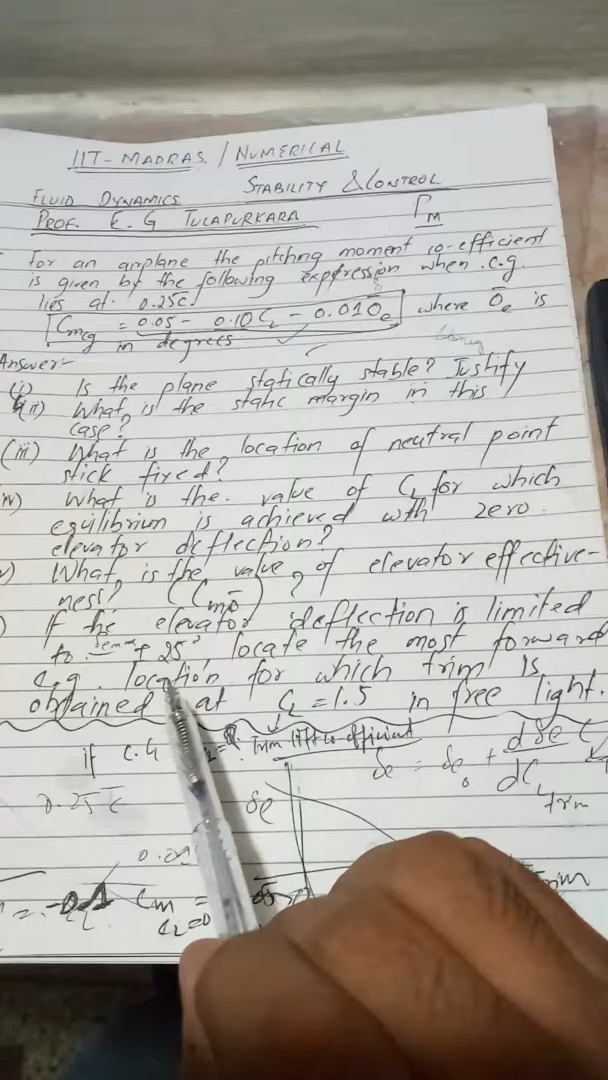 IIT-MADRAS / NUMERICAL
FLUID DYNAMICS STABILITY & CONTROL
PROF. E. G TULAPURKARA
For an airplane the pitching moment co-efficient
is given by the following expression when c.g.
lies at 0.25c̄.
Cmcg = 0.05 - 0.10CL - 0.01δe where δe is
in degrees
Answer:-
(i) Is the plane statically stable? Justify
(ii) What is the static margin in this
case?
(iii) What is the location of neutral point
stick fixed?
What is the value of CL for which
equilibrium is achieved with zero
elevator deflection?
What is the value of elevator effective-
ness? (Cmδ)
If the elevator deflection is limited
to ± 25°, locate the most forward
c.g. location for which trim is
obtained at CL = 1.5 in free light.
if C.G Trim lift co-efficient
δe = δe0 + dδe
dCL trim
0.25c̄ δe
Cm =
CL=0